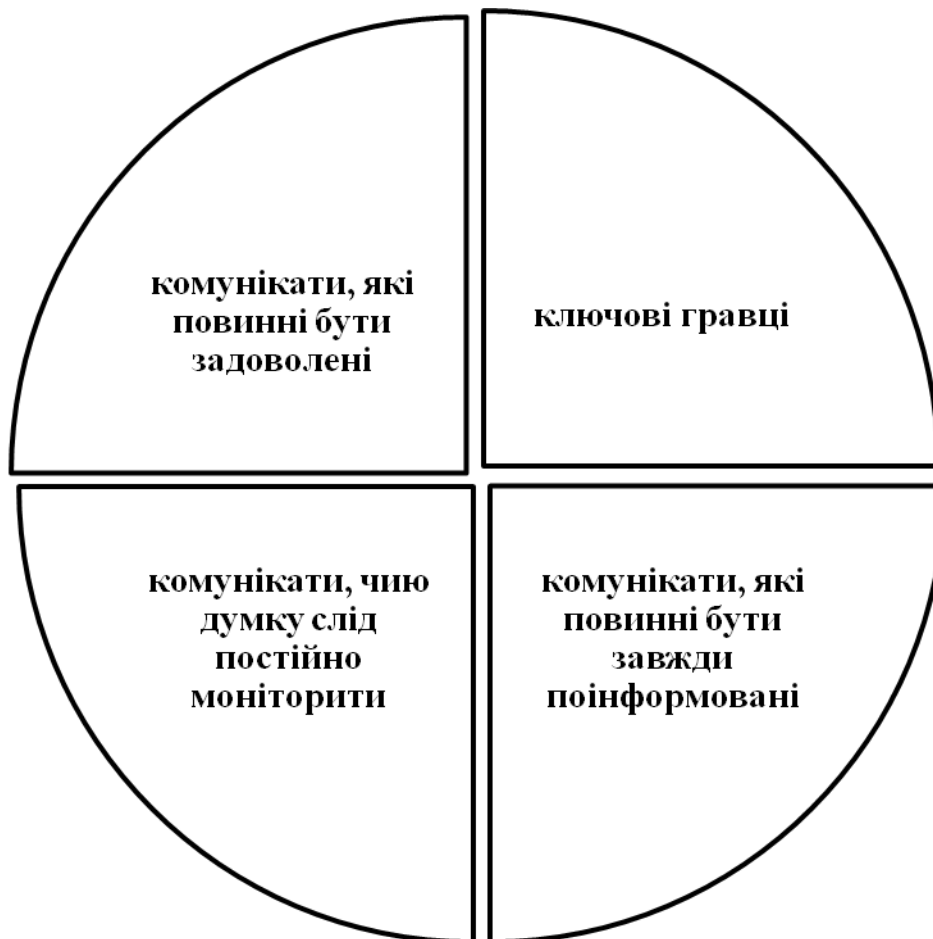 комунікати, які
повинні бути
задоволені
ключові гравці
комунікати, чию
думку слід
постійно
моніторити
комунікати, які
повинні бути
завжди
поінформовані